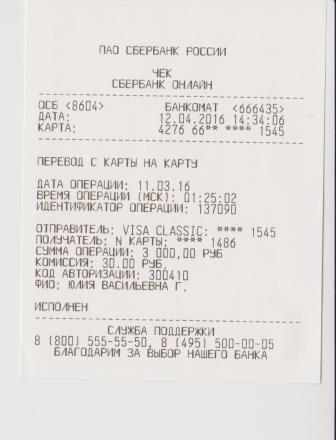 ПАО СБЕРБАНК РОССИИ
ЧЕК
СБЕРБАНК ОНЛАЙН
ОСБ <8604> БАНКОМАТ <666435>
ДАТА: 12.04.2016 14:34:06
КАРТА: 4276 66** **** 1545
ПЕРЕВОД С КАРТЫ НА КАРТУ
ДАТА ОПЕРАЦИИ: 11.03.16
ВРЕМЯ ОПЕРАЦИИ (МСК): 01:25:02
ИДЕНТИФИКАТОР ОПЕРАЦИИ: 137090
ОТПРАВИТЕЛЬ: VISA CLASSIC: **** 1545
ПОЛУЧАТЕЛЬ: N КАРТЫ: **** 1486
СУММА ОПЕРАЦИИ: 3 000,00 РУБ
КОМИССИЯ: 30.00 РУБ.
КОД АВТОРИЗАЦИИ: 300410
ФИО: ЮЛИЯ ВАСИЛЬЕВНА Г.
ИСПОЛНЕН
СЛУЖБА ПОДДЕРЖКИ
8 (800) 555-55-50, 8 (495) 500-00-05
БЛАГОДАРИМ ЗА ВЫБОР НАШЕГО БАНКА